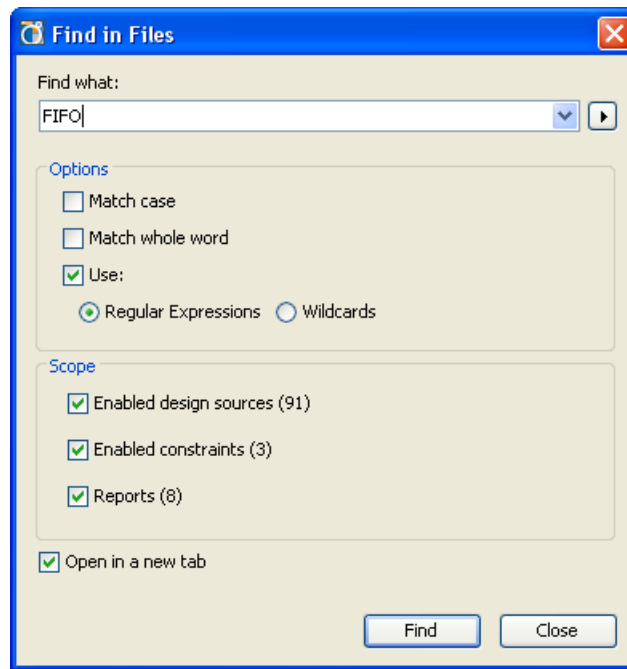 Find in Files
Find what:
FIFO
Options
Match case
Match whole word
Use:
Regular Expressions Wildcards
Scope
Enabled design sources (91)
Enabled constraints (3)
Reports (8)
Open in a new tab
Find Close